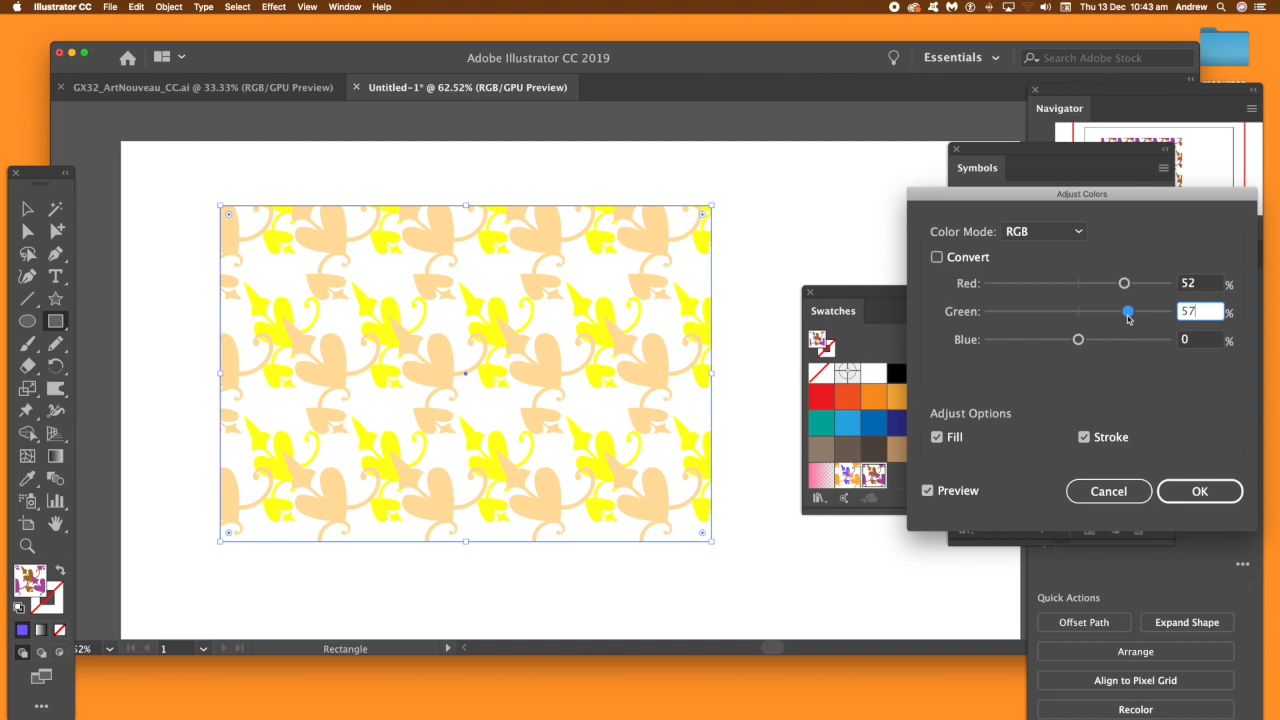 Illustrator CC File Edit Object Type Select Effect View Window Help Thu 13 Dec 10:43 am Andrew
Adobe Illustrator CC 2019 Essentials Search Adobe Stock
GX32_ArtNouveau_CC.ai @ 33.33% (RGB/GPU Preview) Untitled-1* @ 62.52% (RGB/GPU Preview)
Navigator
Symbols
Adjust Colors
Color Mode: RGB
Convert
Red: 52 %
Green: 57 %
Blue: 0 %
Swatches
Adjust Options
Fill Stroke
Preview Cancel OK
Quick Actions
Offset Path Expand Shape
2% 1 Rectangle
Arrange
Align to Pixel Grid
Recolor